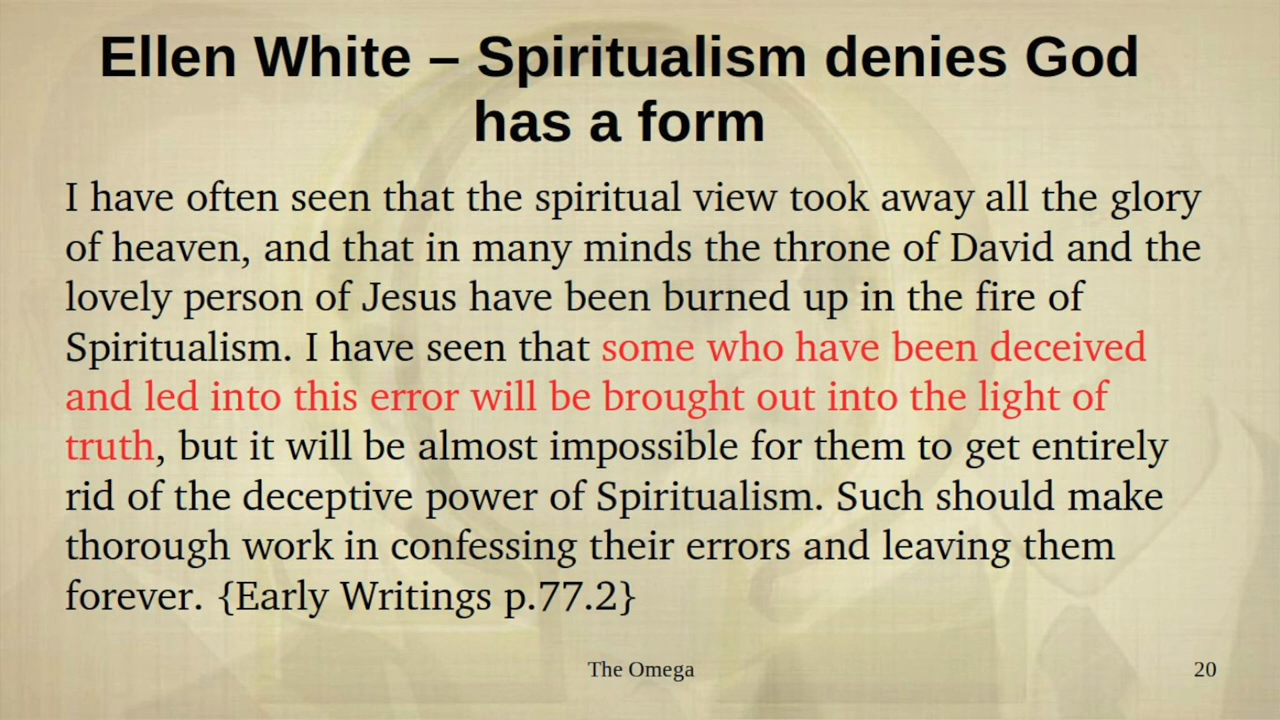 Ellen White – Spiritualism denies God
has a form
I have often seen that the spiritual view took away all the glory
of heaven, and that in many minds the throne of David and the
lovely person of Jesus have been burned up in the fire of
Spiritualism. I have seen that some who have been deceived
and led into this error will be brought out into the light of
truth, but it will be almost impossible for them to get entirely
rid of the deceptive power of Spiritualism. Such should make
thorough work in confessing their errors and leaving them
forever. {Early Writings p.77.2}
The Omega
20